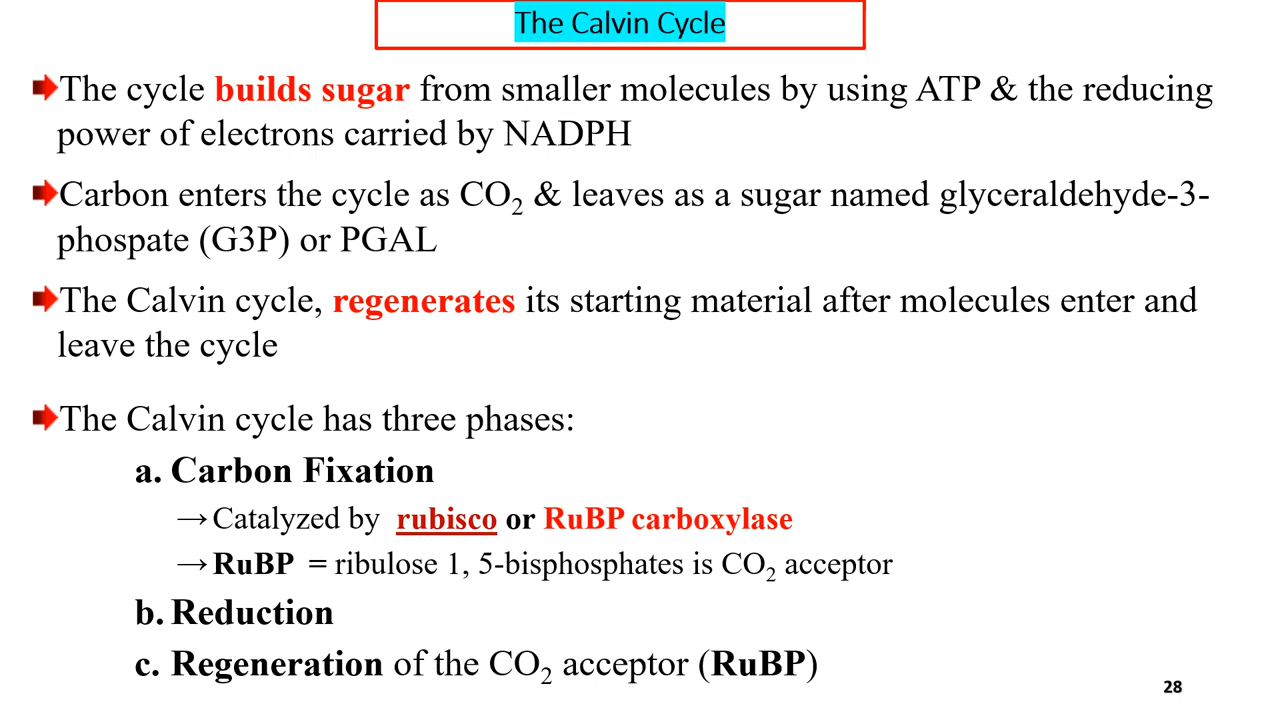 The Calvin Cycle
The cycle builds sugar from smaller molecules by using ATP & the reducing
power of electrons carried by NADPH
Carbon enters the cycle as CO₂ & leaves as a sugar named glyceraldehyde-3-
phospate (G3P) or PGAL
The Calvin cycle, regenerates its starting material after molecules enter and
leave the cycle
The Calvin cycle has three phases:
a. Carbon Fixation
→Catalyzed by rubisco or RuBP carboxylase
→RuBP = ribulose 1, 5-bisphosphates is CO₂ acceptor
b. Reduction
c. Regeneration of the CO₂ acceptor (RuBP)
28